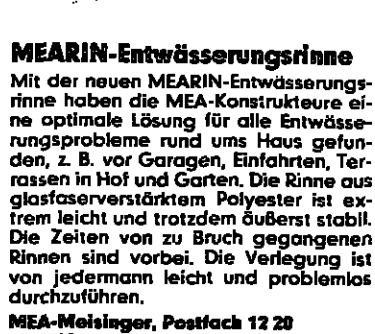 MEARIN-Entwässerungsrinne
Mit der neuen MEARIN-Entwässerungs-
rinne haben die MEA-Konstrukteure ei-
ne optimale Lösung für alle Entwässe-
rungsprobleme rund ums Haus gefun-
den, z. B. vor Garagen, Einfahrten, Ter-
rassen in Hof und Garten. Die Rinne aus
glasfaserverstärktem Polyester ist ex-
trem leicht und trotzdem äußerst stabil.
Die Zeiten von zu Bruch gegangenen
Rinnen sind vorbei. Die Verlegung ist
von jedermann leicht und problemlos
durchzuführen.
MEA-Meisinger, Postfach 12 20